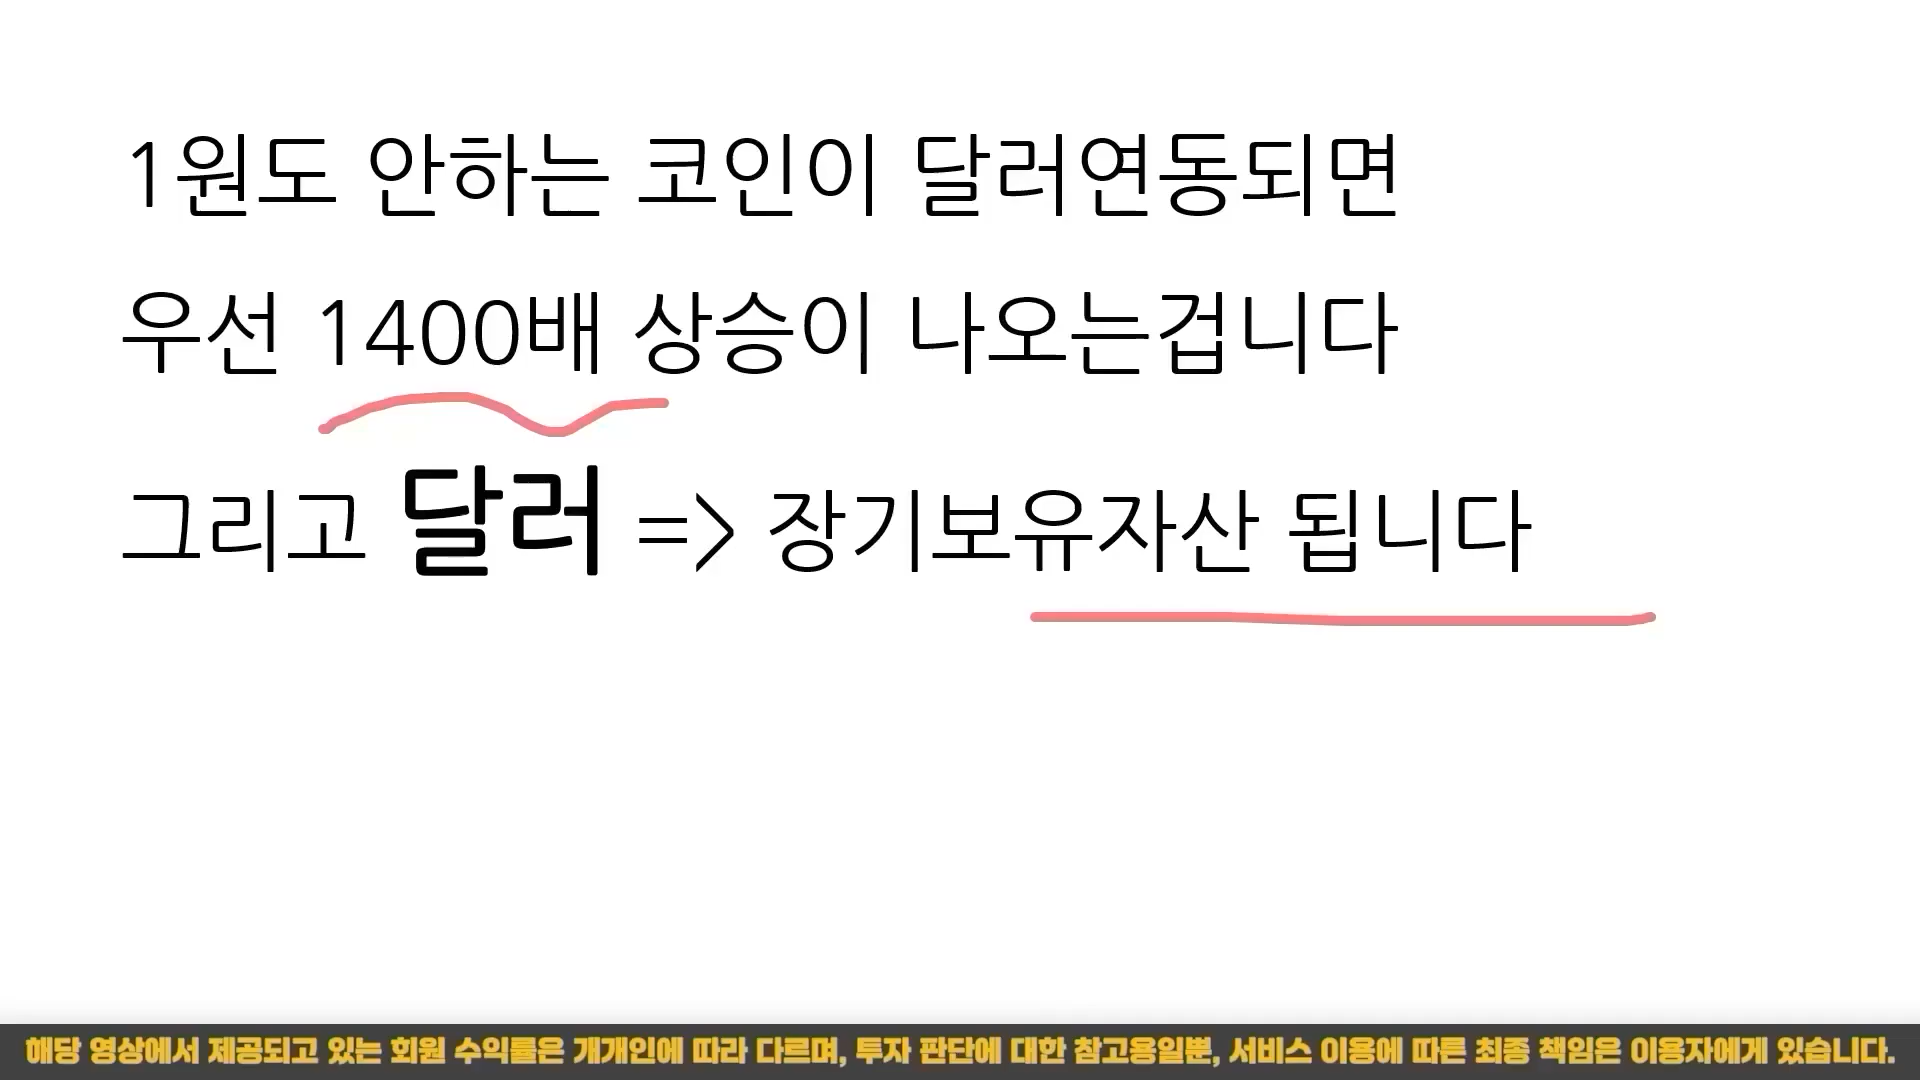 1원도 안하는 코인이 달러연동되면
우선 1400배 상승이 나오는겁니다
그리고 달러 => 장기보유자산 됩니다
해당 영상에서 제공되고 있는 회원 수익률은 개개인에 따라 다르며, 투자 판단에 대한 참고용일뿐, 서비스 이용에 따른 최종 책임은 이용자에게 있습니다.